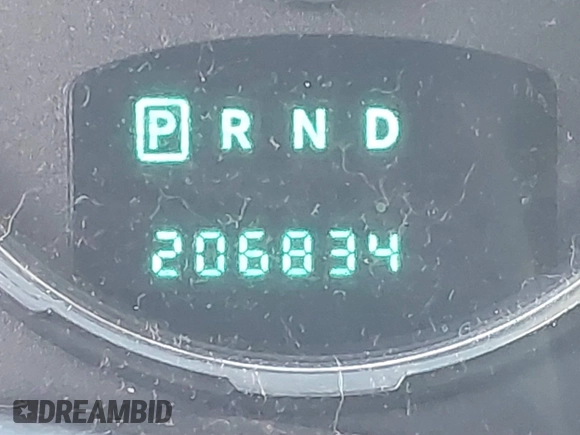 P R N D
206834
DREAMBID